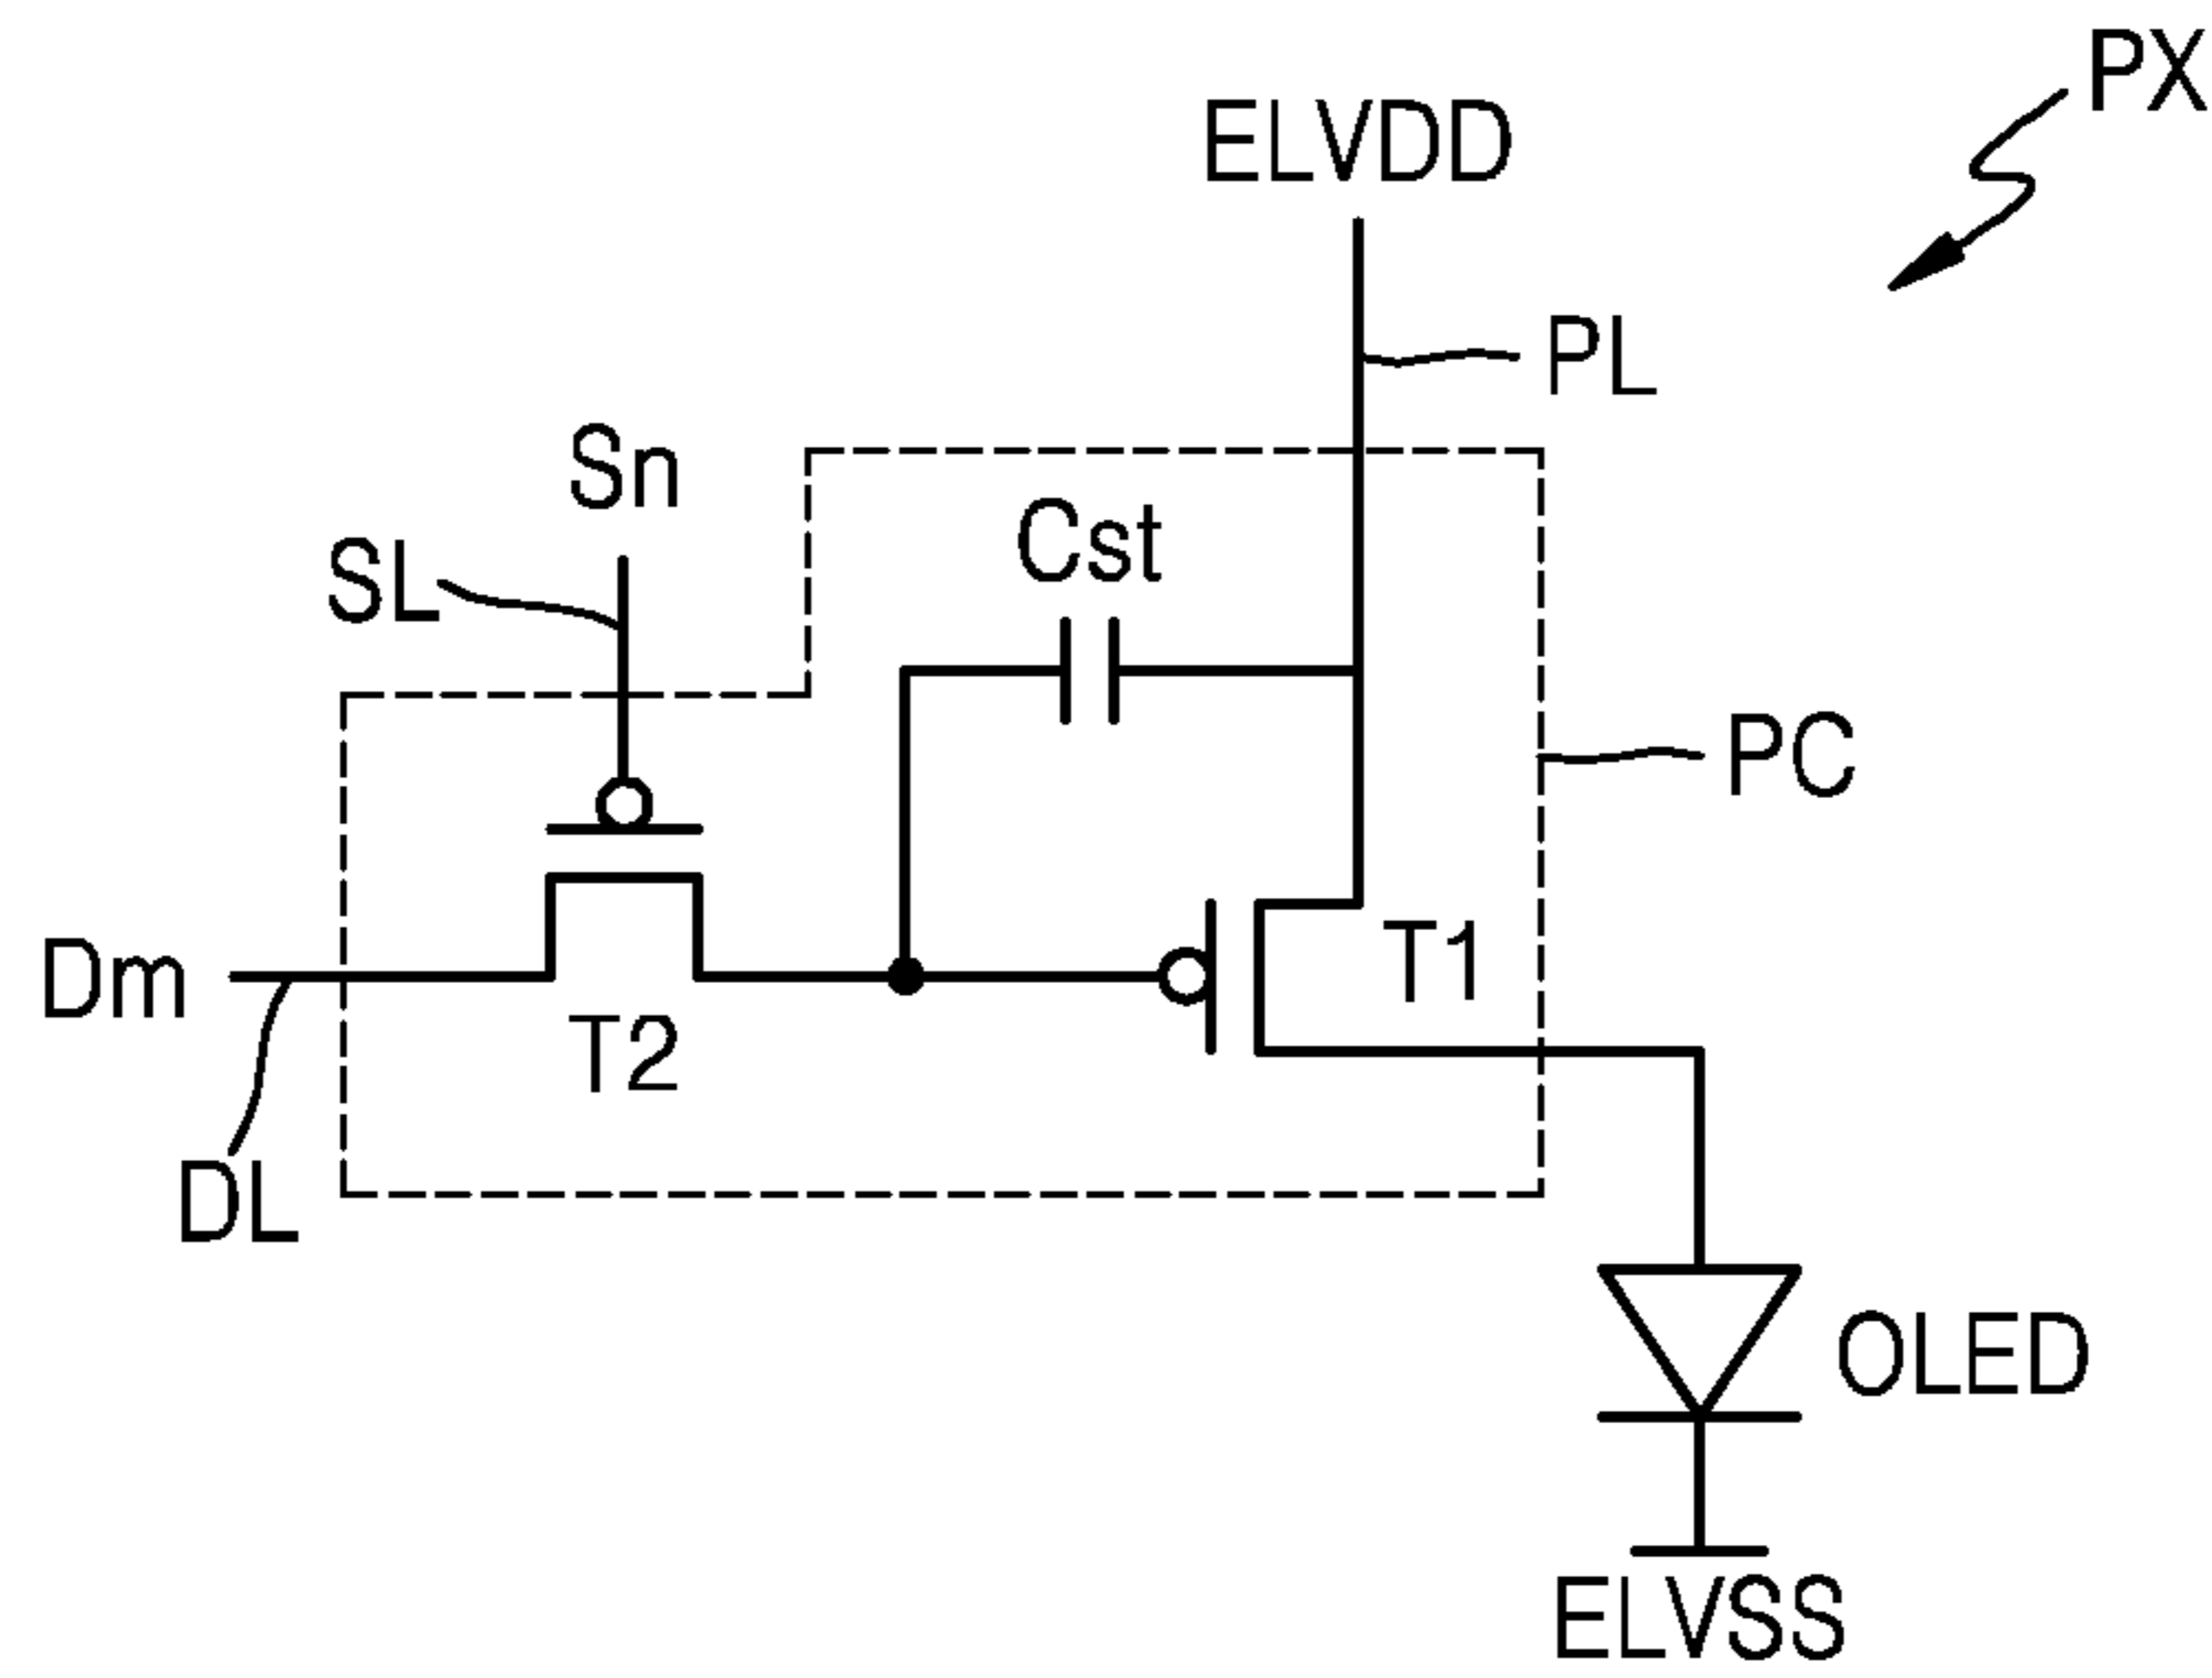 PX
ELVDD
PL
Sn
Cst
SL
PC
T1
Dm
T2
DL
OLED
ELVSS